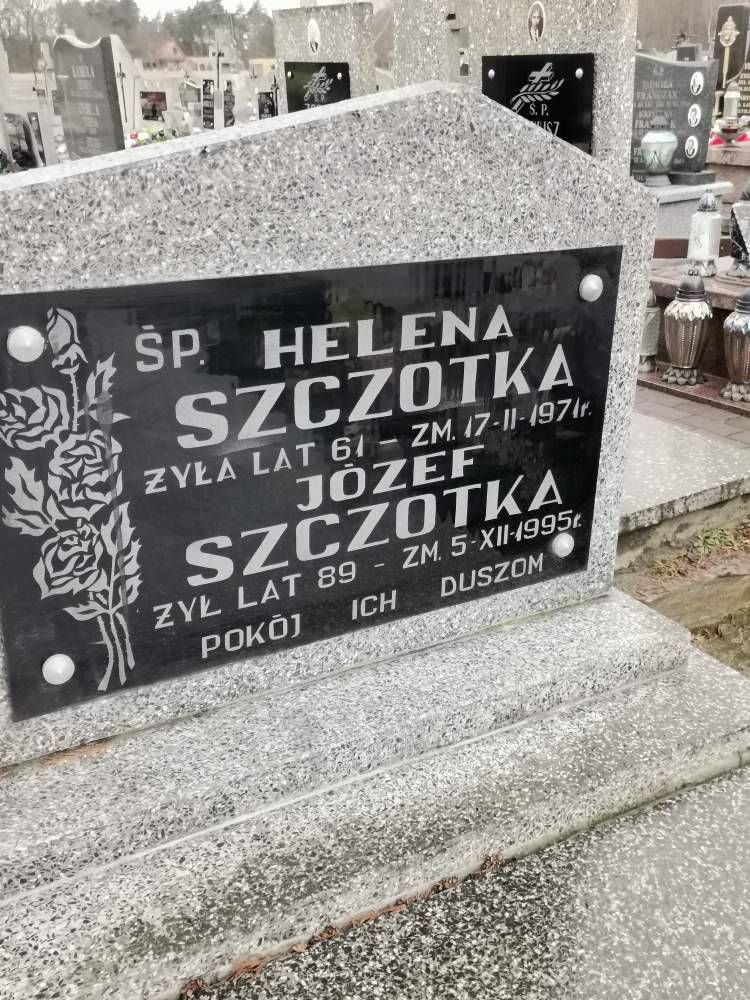 ŚP. HELENA
SZCZOTKA
ŻYŁA LAT 61 - ZM. 17-II-1971r.
JÓZEF
SZCZOTKA
ŻYŁ LAT 89 - ZM. 5-XII-1995r.
POKÓJ ICH DUSZOM
Ś.P.